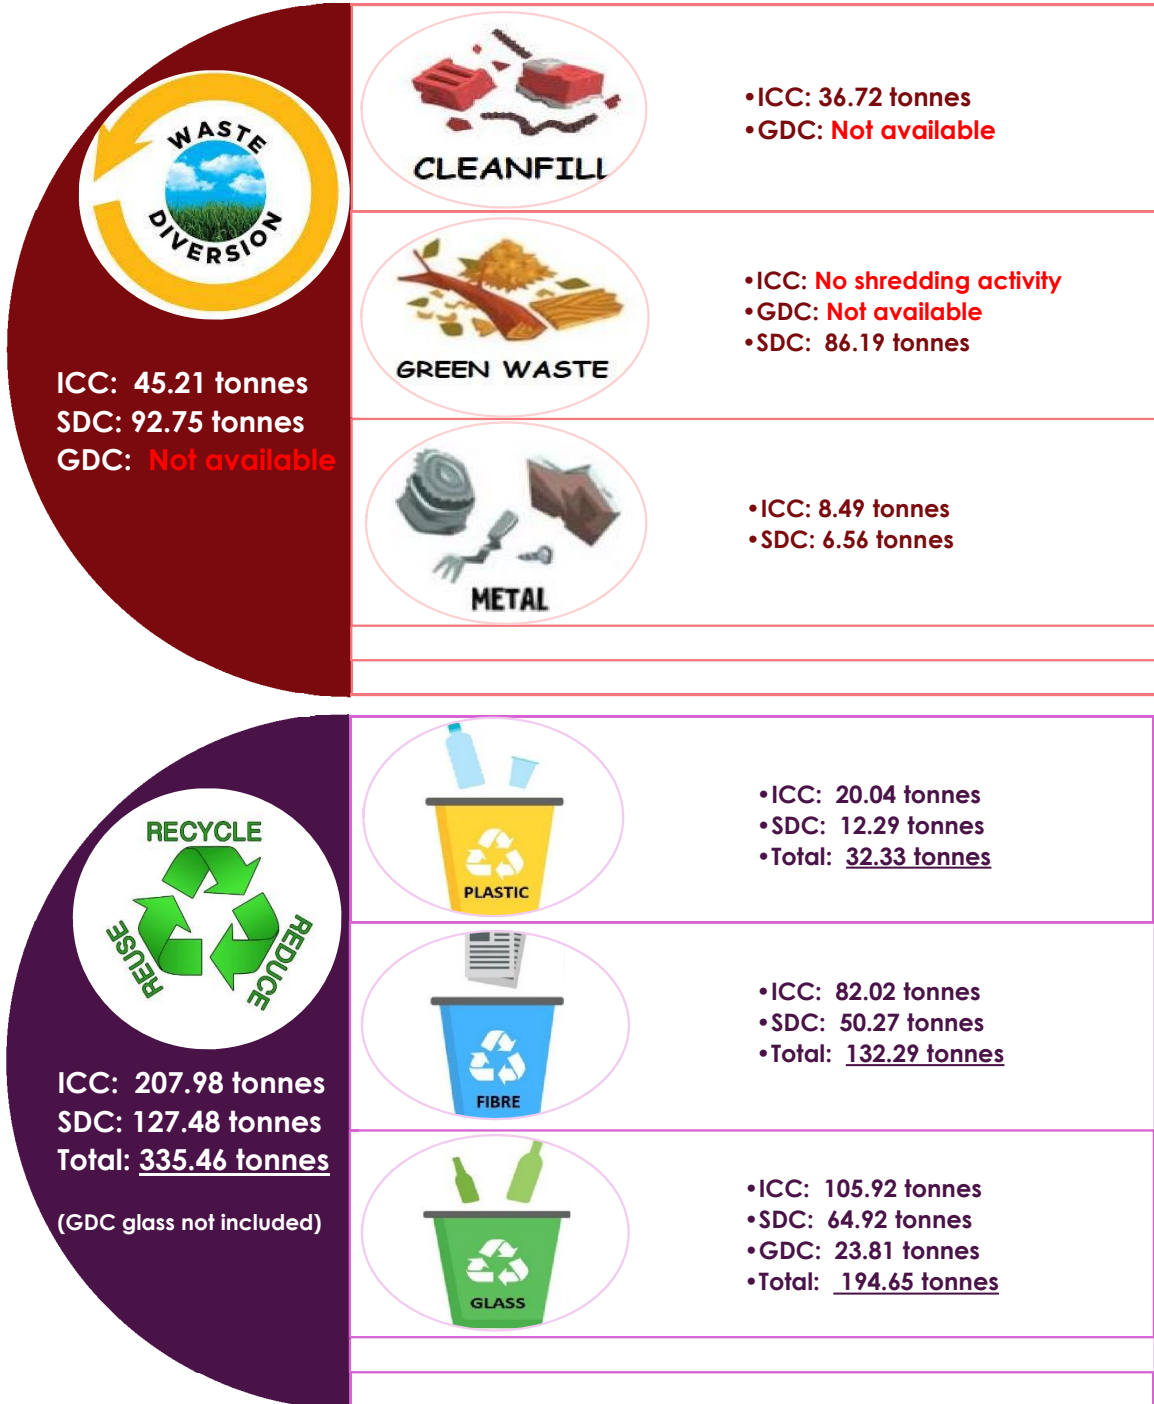 WASTE
DIVERSION
ICC: 45.21 tonnes
SDC: 92.75 tonnes
GDC: Not available
CLEANFILL
•ICC: 36.72 tonnes
•GDC: Not available
GREEN WASTE
•ICC: No shredding activity
•GDC: Not available
•SDC: 86.19 tonnes
METAL
•ICC: 8.49 tonnes
•SDC: 6.56 tonnes
RECYCLE
REUSE
REDUCE
ICC: 207.98 tonnes
SDC: 127.48 tonnes
Total: 335.46 tonnes
(GDC glass not included)
PLASTIC
•ICC: 20.04 tonnes
•SDC: 12.29 tonnes
•Total: 32.33 tonnes
FIBRE
•ICC: 82.02 tonnes
•SDC: 50.27 tonnes
•Total: 132.29 tonnes
GLASS
•ICC: 105.92 tonnes
•SDC: 64.92 tonnes
•GDC: 23.81 tonnes
•Total: 194.65 tonnes